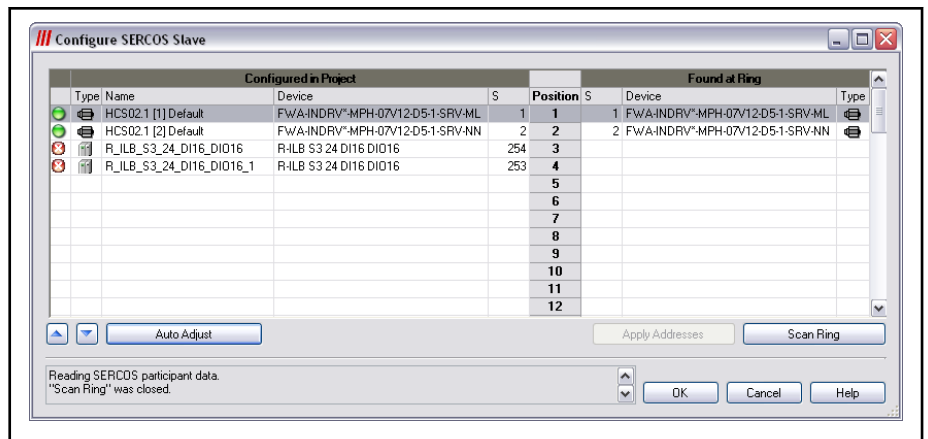 Configure SERCOS Slave
Configured in Project Found at Ring
Type Name Device S Position S Device Type
HCS02.1 [1] Default FWA-INDRV*-MPH-07V12-D5-1-SRV-ML 1 1 1 FWA-INDRV*-MPH-07V12-D5-1-SRV-ML
HCS02.1 [2] Default FWA-INDRV*-MPH-07V12-D5-1-SRV-NN 2 2 2 FWA-INDRV*-MPH-07V12-D5-1-SRV-NN
R_ILB_S3_24_DI16_DIO16 R-ILB S3 24 DI16 DIO16 254 3
R_ILB_S3_24_DI16_DIO16_1 R-ILB S3 24 DI16 DIO16 253 4
5
6
7
8
9
10
11
12
Auto Adjust Apply Addresses Scan Ring
Reading SERCOS participant data.
"Scan Ring" was closed.
OK Cancel Help